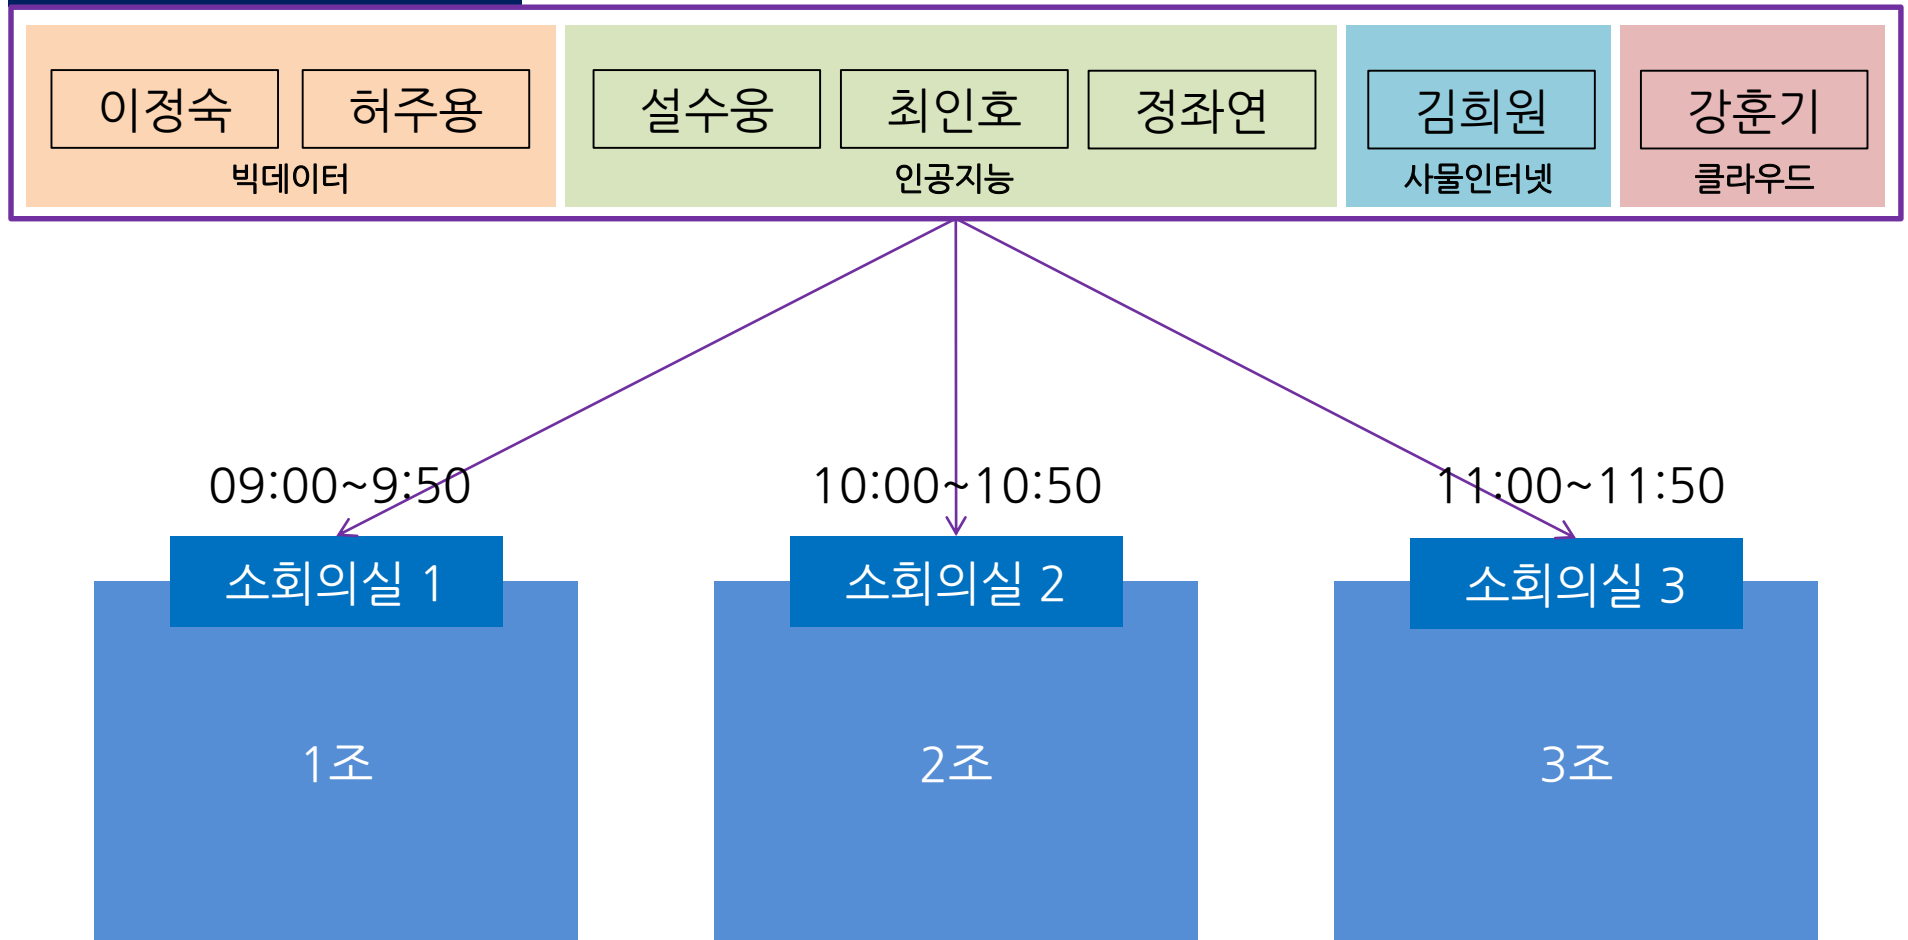 이정숙 허주용 설수웅 최인호 정좌연 김희원 강훈기
빅데이터 인공지능 사물인터넷 클라우드
09:00~9:50 10:00~10:50 11:00~11:50
소회의실 1 소회의실 2 소회의실 3
1조 2조 3조